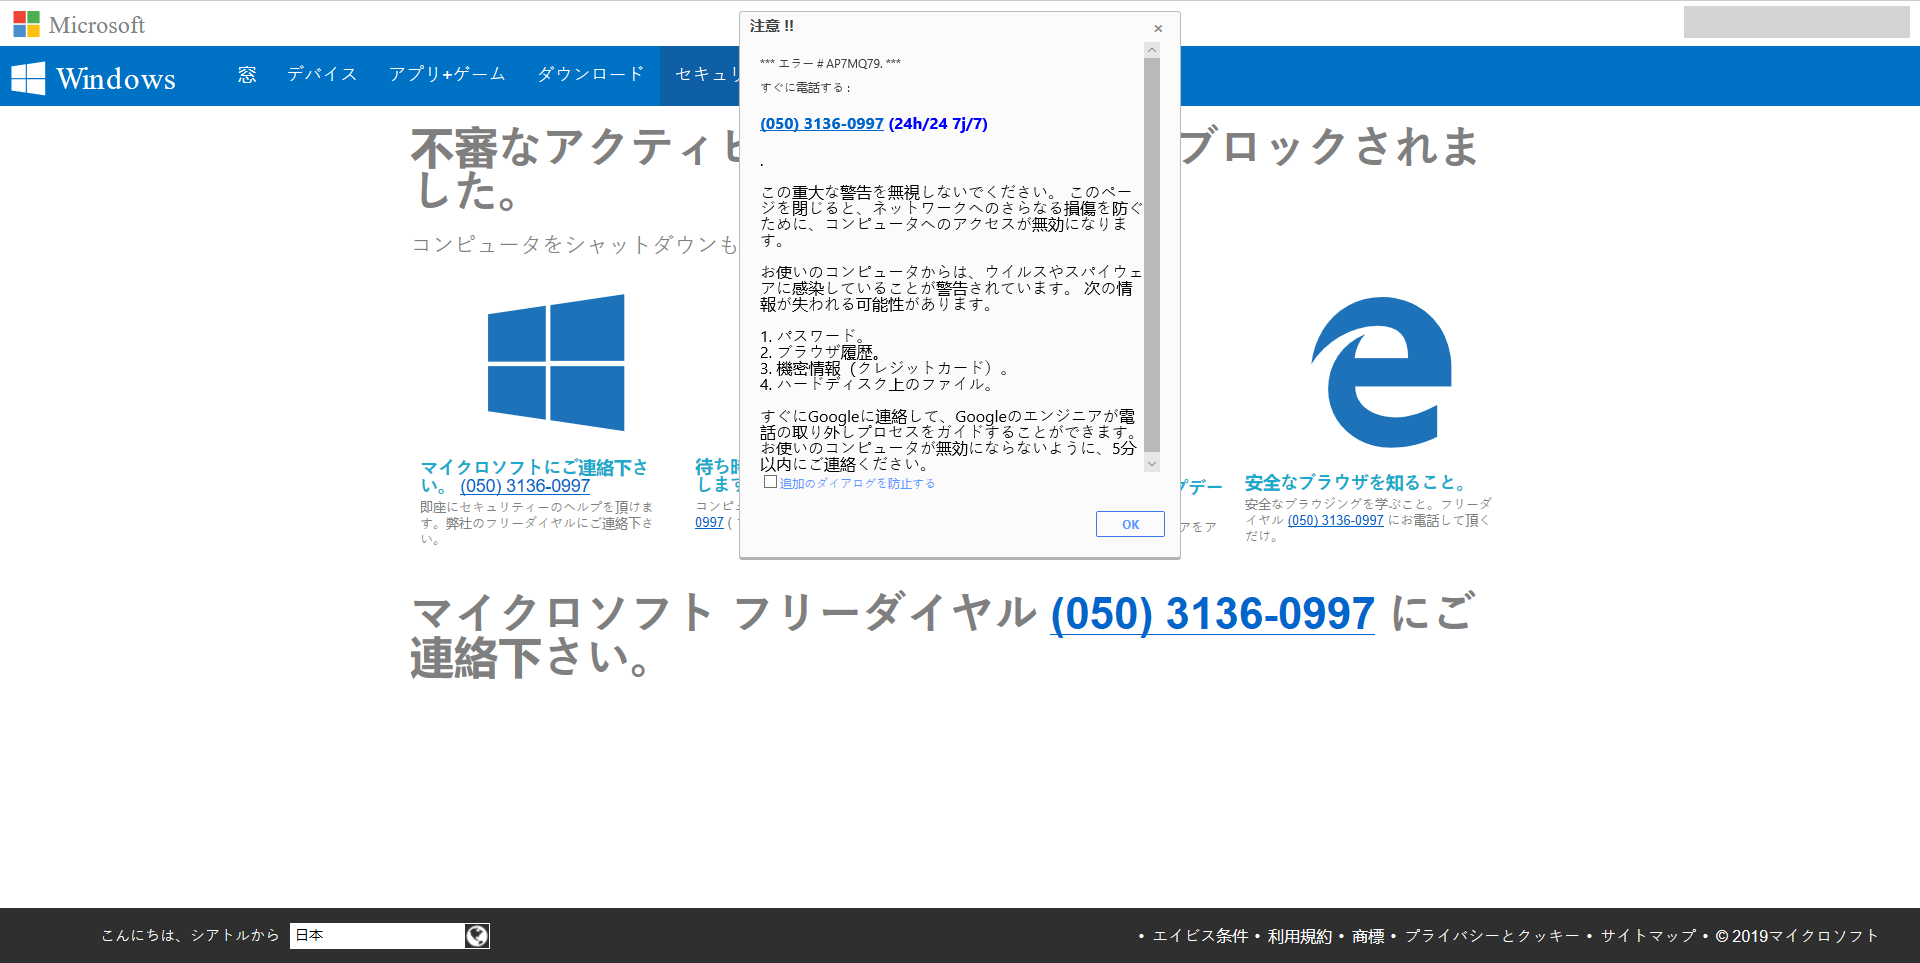 Microsoft
Windows
窓 デバイス アプリ+ゲーム ダウンロード セキュリ
不審なアクティビ
ブロックされま
した。
コンピュータをシャットダウンも
注意 !!
×
*** エラー # AP7MQ79. ***
すぐに電話する :
(050) 3136-0997 (24h/24 7j/7)
.
この重大な警告を無視しないでください。 このペー
ジを閉じると、ネットワークへのさらなる損傷を防ぐ
ために、コンピュータへのアクセスが無効になりま
す。
お使いのコンピュータからは、ウイルスやスパイウェ
アに感染していることが警告されています。 次の情
報が失われる可能性があります。
1. パスワード。
2. ブラウザ履歴。
3. 機密情報（クレジットカード）。
4. ハードディスク上のファイル。
すぐにGoogleに連絡して、Googleのエンジニアが電
話の取り外しプロセスをガイドすることができます。
お使いのコンピュータが無効にならないように、5分
以内にご連絡ください。
追加のダイアログを防止する
OK
マイクロソフトにご連絡下さ
い。 (050) 3136-0997
即座にセキュリティーのヘルプを頂けま
す。弊社のフリーダイヤルにご連絡下さ
い。
待ち時
します
コンピュ
0997 (
プデー
アをア
安全なブラウザを知ること。
安全なブラウジングを学ぶこと。フリーダ
イヤル (050) 3136-0997 にお電話して頂く
だけ。
マイクロソフト フリーダイヤル (050) 3136-0997 にご
連絡下さい。
こんにちは、シアトルから 日本
• エイビス条件 • 利用規約 • 商標 • プライバシーとクッキー • サイトマップ • © 2019マイクロソフト